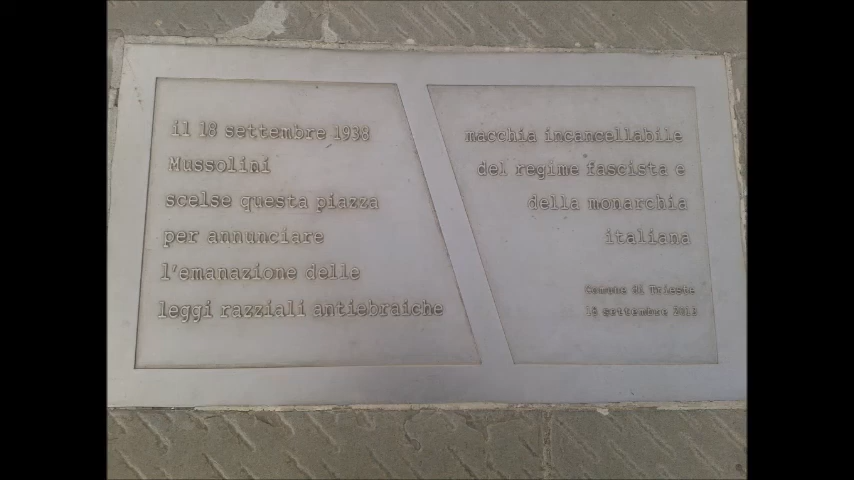 il 18 settembre 1938
Mussolini
scelse questa piazza
per annunciare
l'emanazione delle
leggi razziali antiebraiche
macchia incancellabile
del regime fascista e
della monarchia
italiana
Comune di Trieste
18 settembre 2018